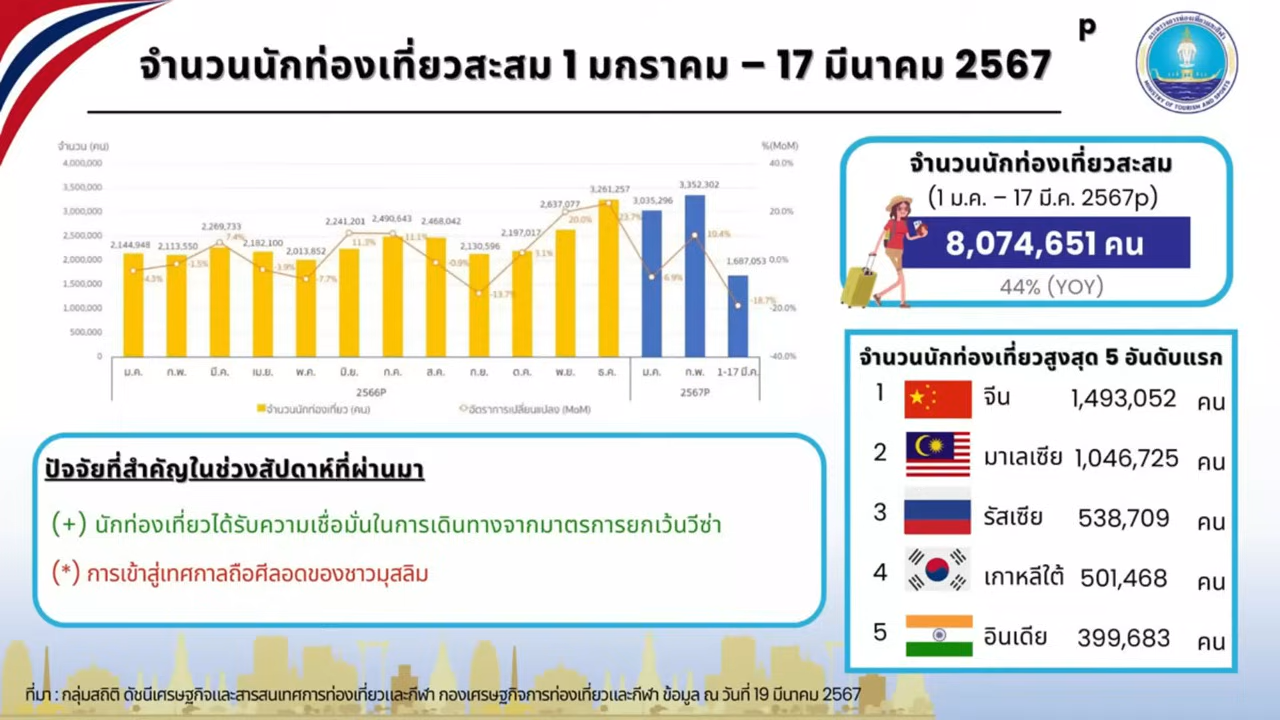 p
จำนวนนักท่องเที่ยวสะสม 1 มกราคม – 17 มีนาคม 2567
MINISTRY OF TOURISM AND SPORTS
จำนวน (คน)
%(MoM)
4,000,000
3,500,000
3,000,000
2,500,000
2,000,000
1,500,000
1,000,000
500,000
0
40.0%
20.0%
0.0%
-20.0%
-40.0%
2,144,948
2,113,550
2,269,733
2,182,100
2,013,852
2,241,201
2,490,643
2,468,042
2,130,596
2,197,017
2,637,077
3,261,257
3,035,296
3,352,302
1,687,053
-4.3%
-1.5%
7.4%
-3.9%
-7.7%
11.3%
11.1%
-0.9%
-13.7%
3.1%
20.0%
23.7%
-6.9%
10.4%
-18.7%
ม.ค. ก.พ. มี.ค. เม.ย. พ.ค. มิ.ย. ก.ค. ส.ค. ก.ย. ต.ค. พ.ย. ธ.ค. ม.ค. ก.พ. 1-17 มี.ค.
2566P 2567P
จำนวนนักท่องเที่ยว (คน) อัตราการเปลี่ยนแปลง (MoM)
จำนวนนักท่องเที่ยวสะสม
(1 ม.ค. – 17 มี.ค. 2567p)
8,074,651 คน
44% (YOY)
จำนวนนักท่องเที่ยวสูงสุด 5 อันดับแรก
1 จีน 1,493,052 คน
2 มาเลเซีย 1,046,725 คน
3 รัสเซีย 538,709 คน
4 เกาหลีใต้ 501,468 คน
5 อินเดีย 399,683 คน
ปัจจัยที่สำคัญในช่วงสัปดาห์ที่ผ่านมา
(+) นักท่องเที่ยวได้รับความเชื่อมั่นในการเดินทางจากมาตรการยกเว้นวีซ่า
(*) การเข้าสู่เทศกาลถือศีลอดของชาวมุสลิม
ที่มา : กลุ่มสถิติ ดัชนีเศรษฐกิจและสารสนเทศการท่องเที่ยวและกีฬา กองเศรษฐกิจการท่องเที่ยวและกีฬา ข้อมูล ณ วันที่ 19 มีนาคม 2567